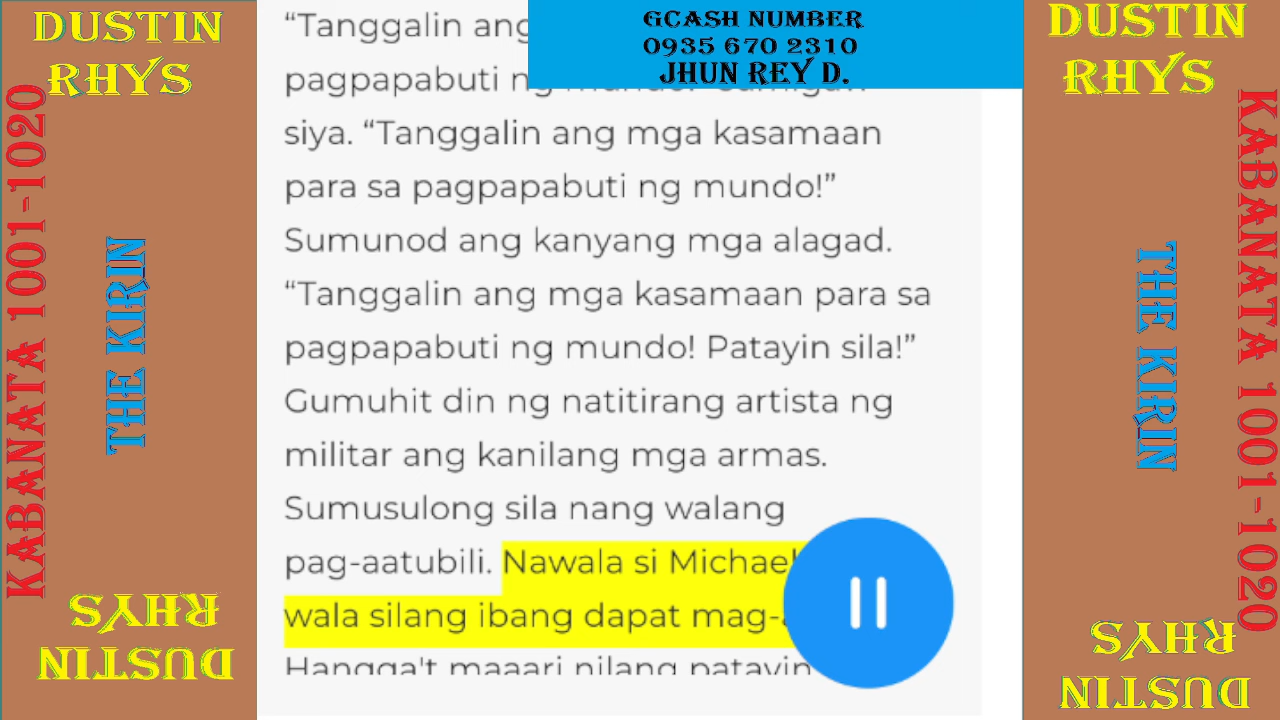 DUSTIN
RHYS
KABANATA 1001-1020
THE KIRIN
DUSTIN
RHYS
GCASH NUMBER
0935 670 2310
JHUN REY D.
“Tanggalin ang
pagpapabuti ng
siya. “Tanggalin ang mga kasamaan
para sa pagpapabuti ng mundo!”
Sumunod ang kanyang mga alagad.
“Tanggalin ang mga kasamaan para sa
pagpapabuti ng mundo! Patayin sila!”
Gumuhit din ng natitirang artista ng
militar ang kanilang mga armas.
Sumusulong sila nang walang
pag-aatubili. Nawala si Michael
wala silang ibang dapat mag-
Hangga't maaari nilang patayin
DUSTIN
RHYS
KABANATA 1001-1020
THE KIRIN
DUSTIN
RHYS